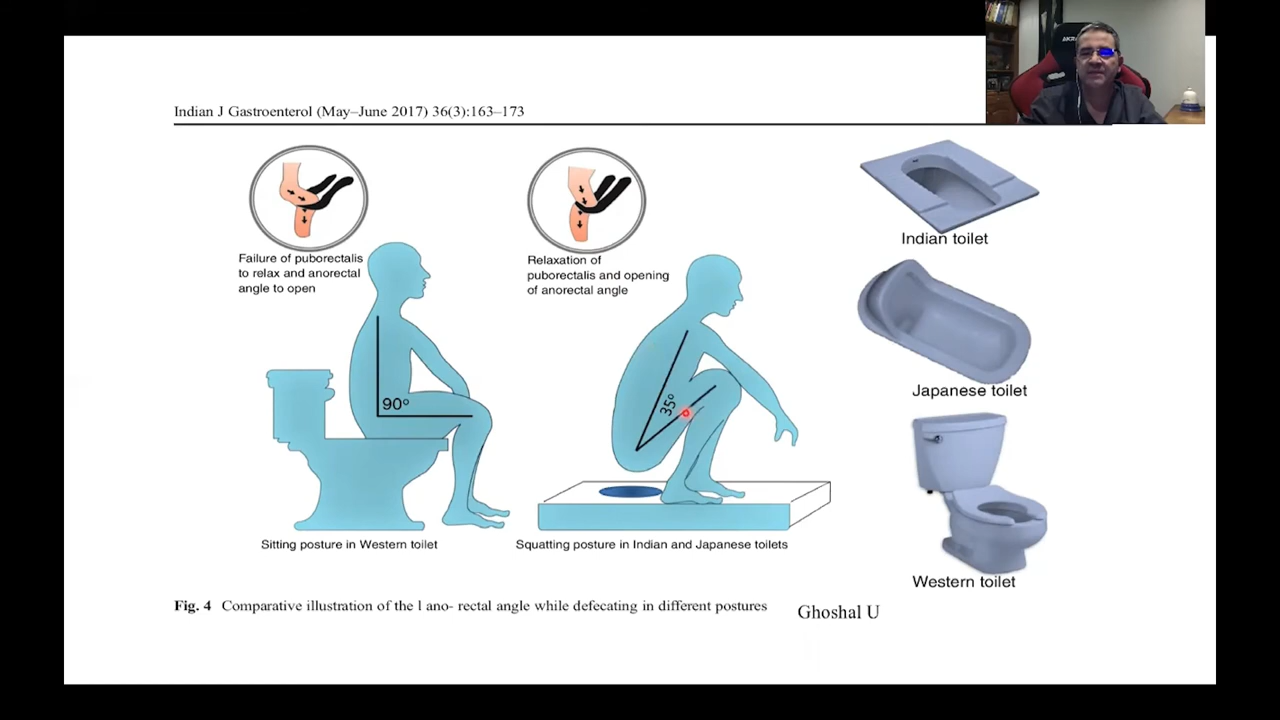 Indian J Gastroenterol (May–June 2017) 36(3):163–173
Failure of puborectalis
to relax and anorectal
angle to open
90°
Sitting posture in Western toilet
Relaxation of
puborectalis and opening
of anorectal angle
35°
Squatting posture in Indian and Japanese toilets
Indian toilet
Japanese toilet
Western toilet
Fig. 4 Comparative illustration of the l ano- rectal angle while defecating in different postures
Ghoshal U